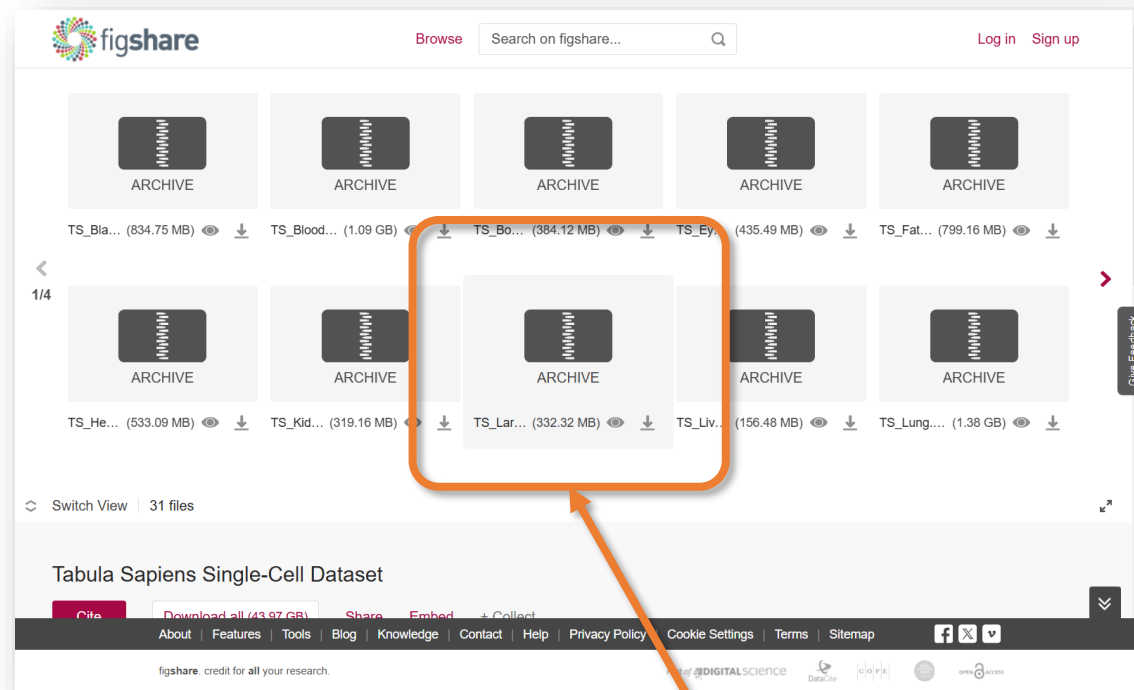 figshare Browse Search on figshare... Log in Sign up
ARCHIVE ARCHIVE ARCHIVE ARCHIVE ARCHIVE
TS_Bla... (834.75 MB) TS_Blood... (1.09 GB) TS_Bo... (384.12 MB) TS_Ey... (435.49 MB) TS_Fat... (799.16 MB)
1/4
ARCHIVE ARCHIVE ARCHIVE ARCHIVE ARCHIVE
Give Feedback
TS_He... (533.09 MB) TS_Kid... (319.16 MB) TS_Lar... (332.32 MB) TS_Liv... (156.48 MB) TS_Lung.... (1.38 GB)
Switch View 31 files
Tabula Sapiens Single-Cell Dataset
Cite Download all (43.97 GB) Share Embed + Collect
About | Features | Tools | Blog | Knowledge | Contact | Help | Privacy Policy Cookie Settings | Terms | Sitemap
figshare. credit for all your research. of DIGITAL SCIENCE DataCite C O P E OPEN ACCESS